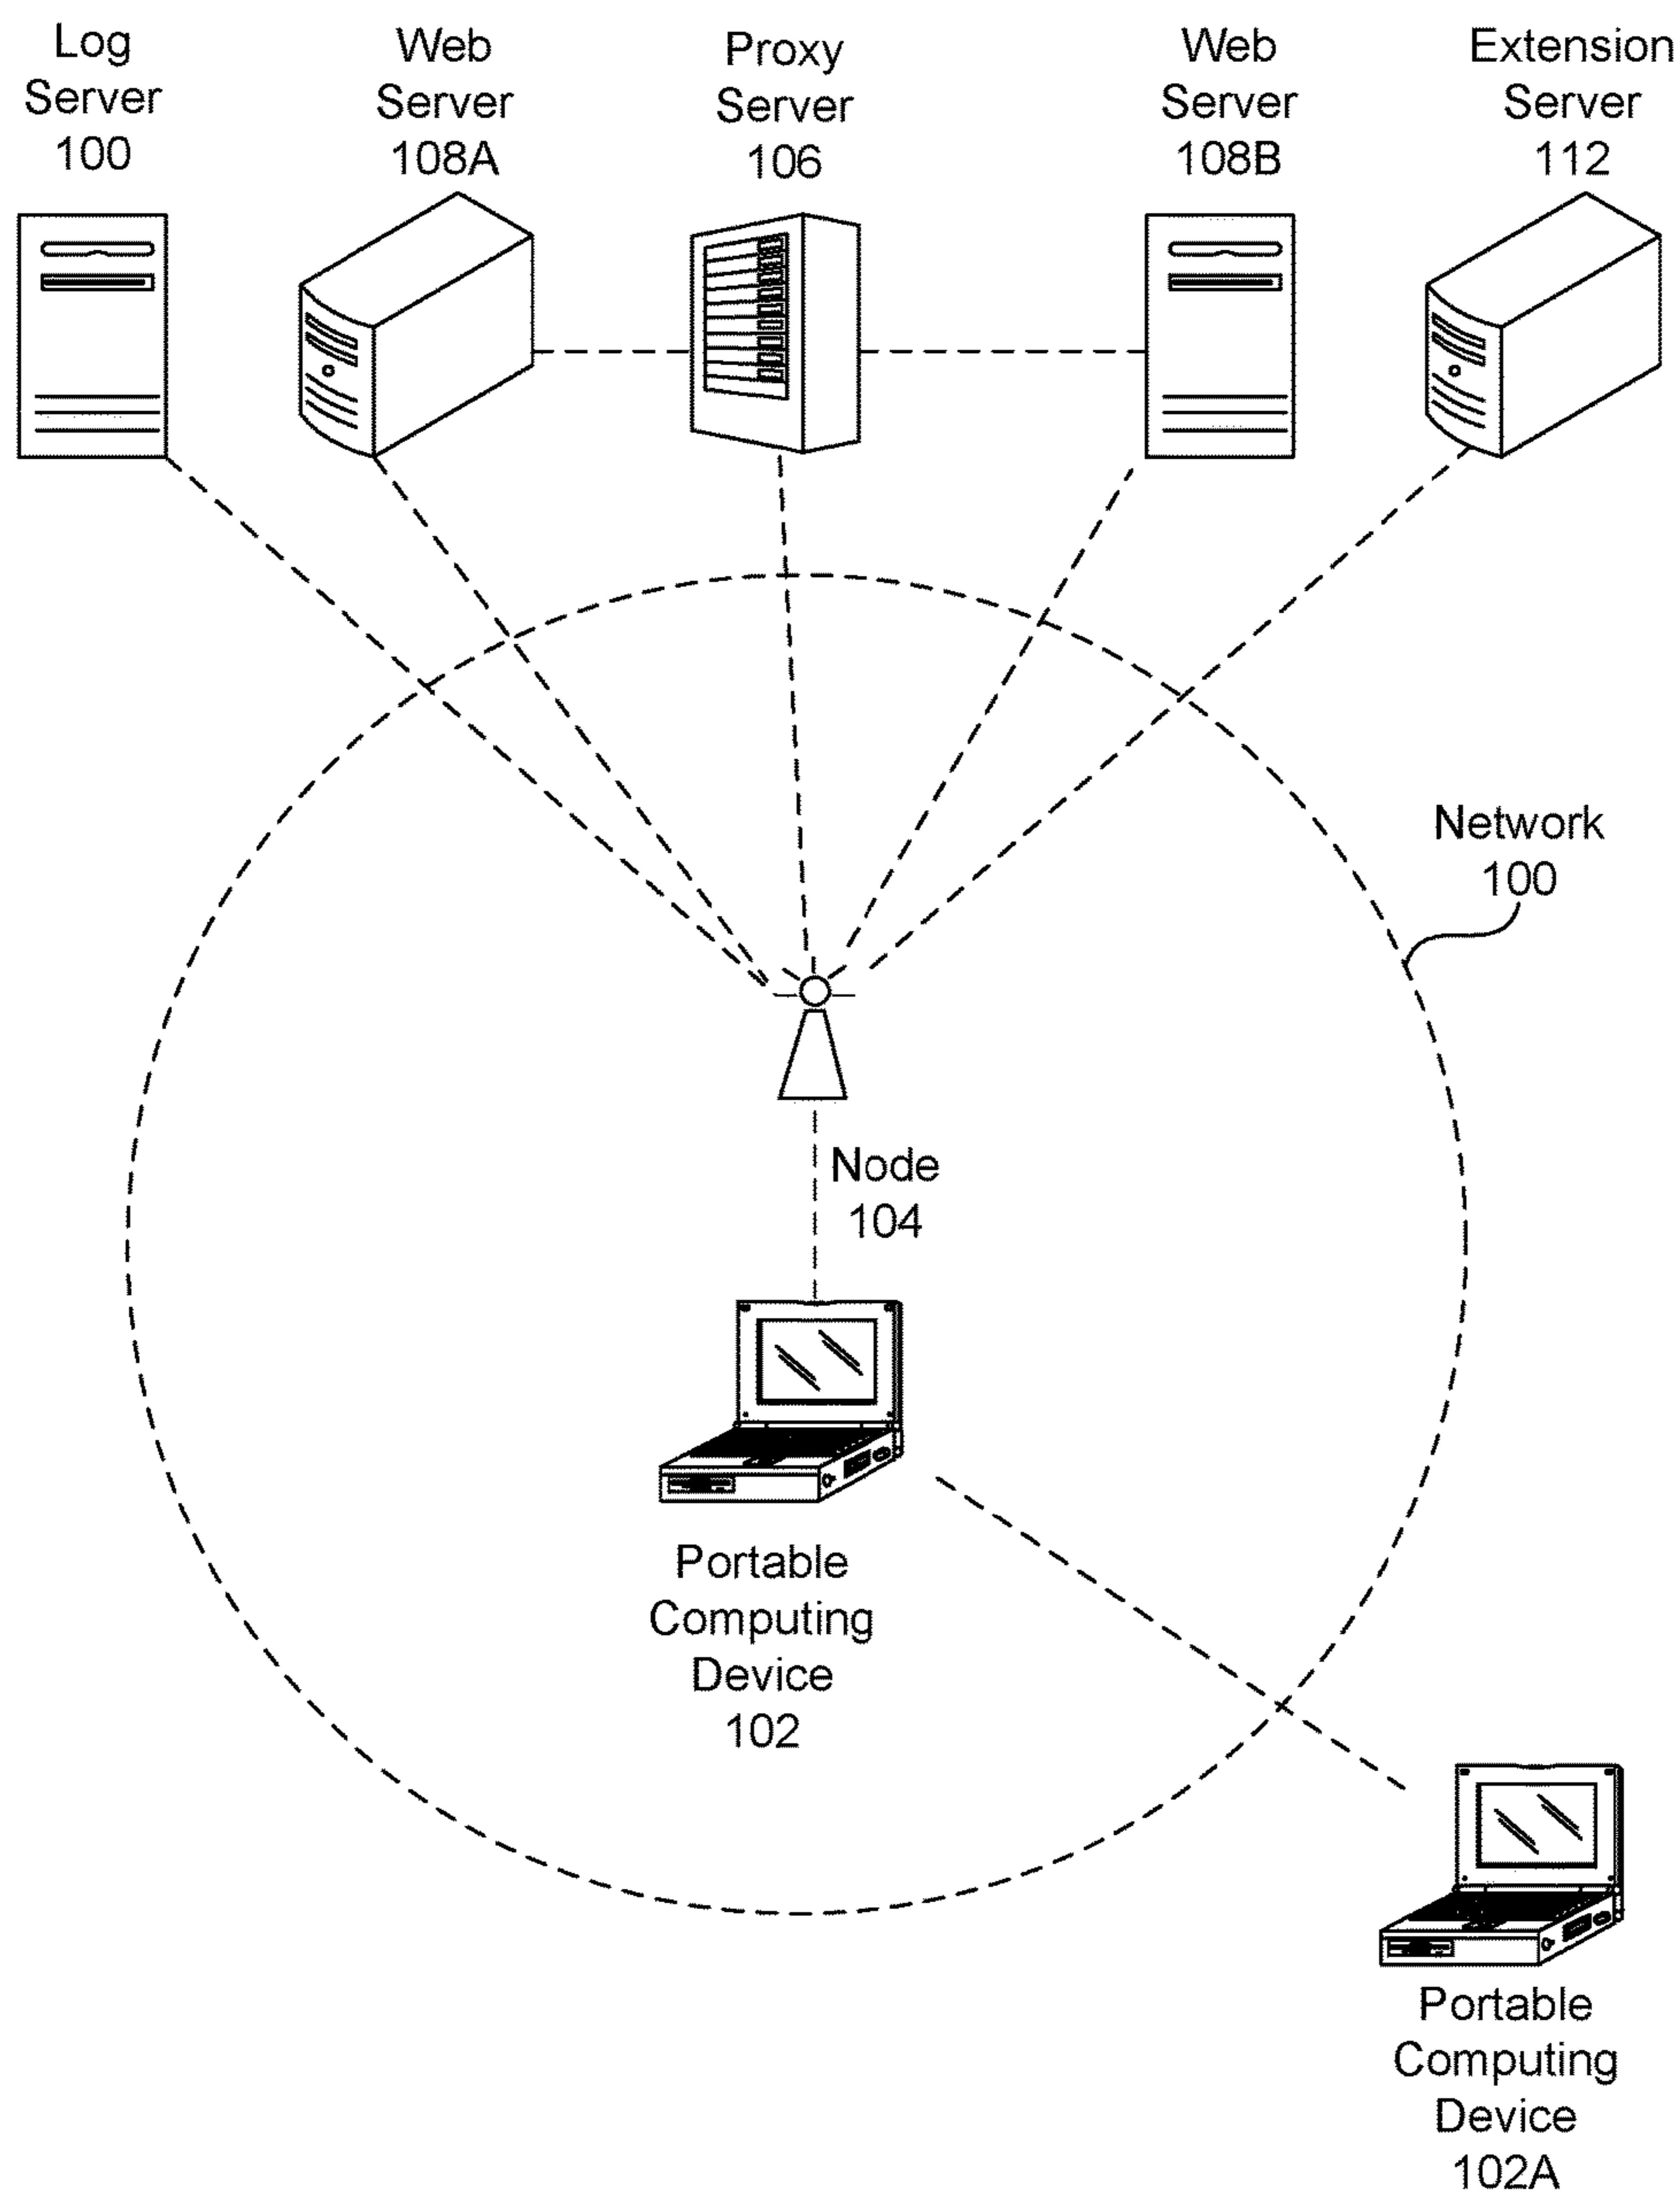 Log
Server
100
Web
Server
108A
Proxy
Server
106
Web
Server
108B
Extension
Server
112
Network
100
Node
104
Portable
Computing
Device
102
Portable
Computing
Device
102A